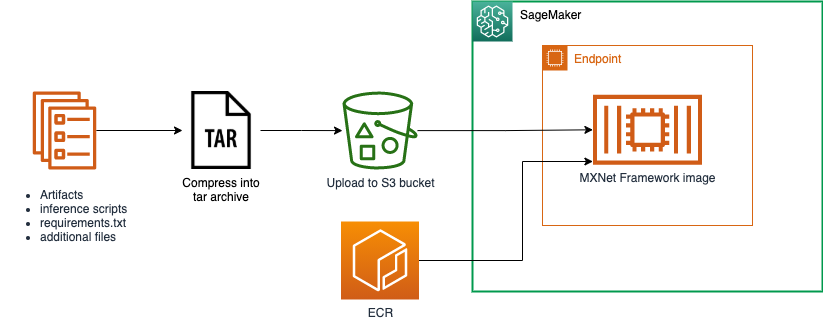 SageMaker
Endpoint
TAR
Artifacts
inference scripts
requirements.txt
additional files
Compress into
tar archive
Upload to S3 bucket
MXNet Framework image
ECR